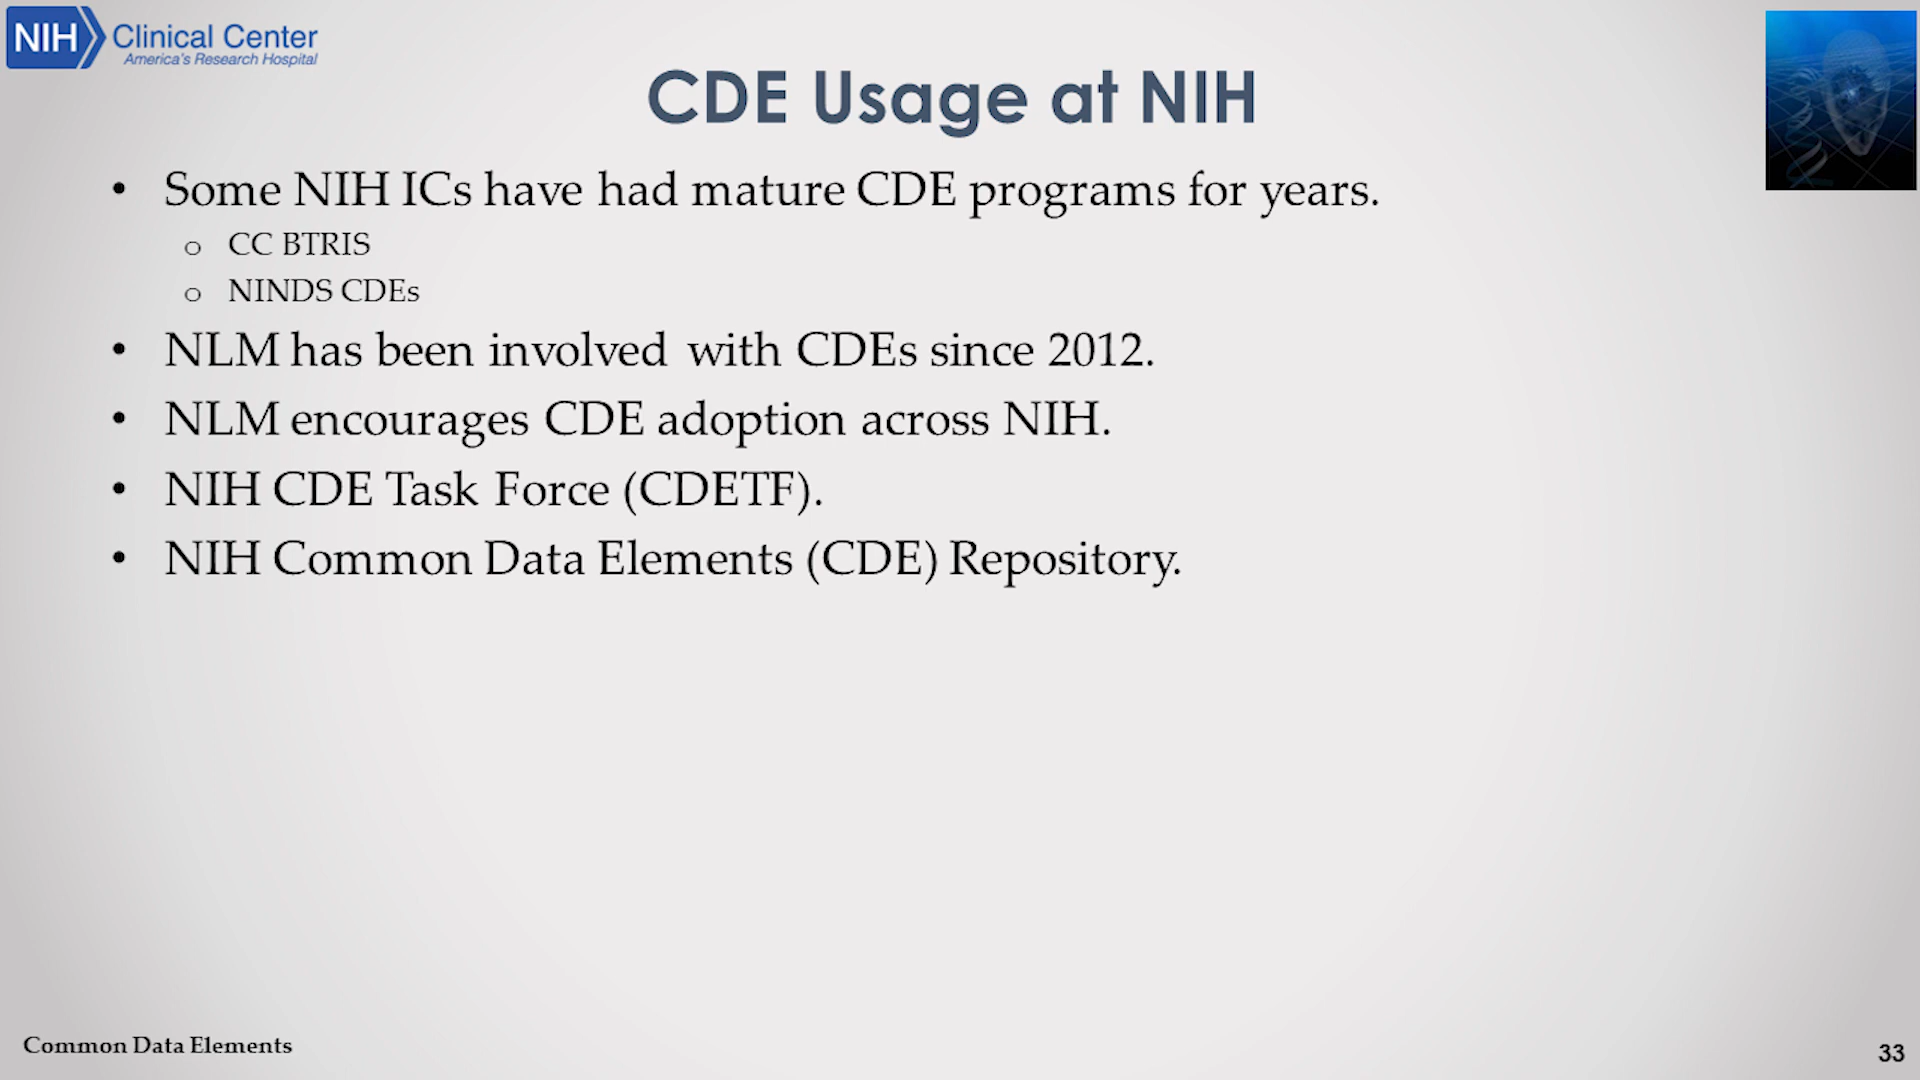 NIH Clinical Center
America's Research Hospital
CDE Usage at NIH
• Some NIH ICs have had mature CDE programs for years.
o CC BTRIS
o NINDS CDEs
• NLM has been involved with CDEs since 2012.
• NLM encourages CDE adoption across NIH.
• NIH CDE Task Force (CDETF).
• NIH Common Data Elements (CDE) Repository.
Common Data Elements
33